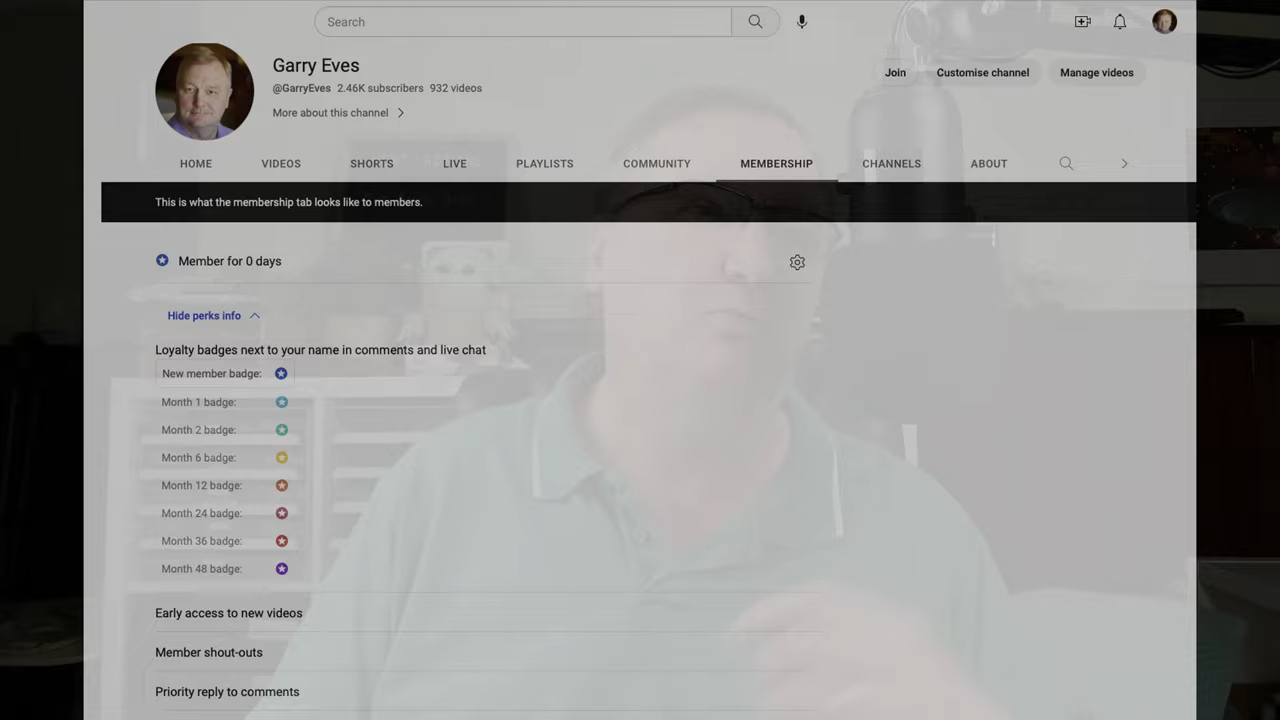 Search
Garry Eves
@GarryEves 2.46K subscribers 932 videos
More about this channel
Join
Customise channel
Manage videos
HOME
VIDEOS
SHORTS
LIVE
PLAYLISTS
COMMUNITY
MEMBERSHIP
CHANNELS
ABOUT
This is what the membership tab looks like to members.
Member for 0 days
Hide perks info
Loyalty badges next to your name in comments and live chat
New member badge:
Month 1 badge:
Month 2 badge:
Month 6 badge:
Month 12 badge:
Month 24 badge:
Month 36 badge:
Month 48 badge:
Early access to new videos
Member shout-outs
Priority reply to comments